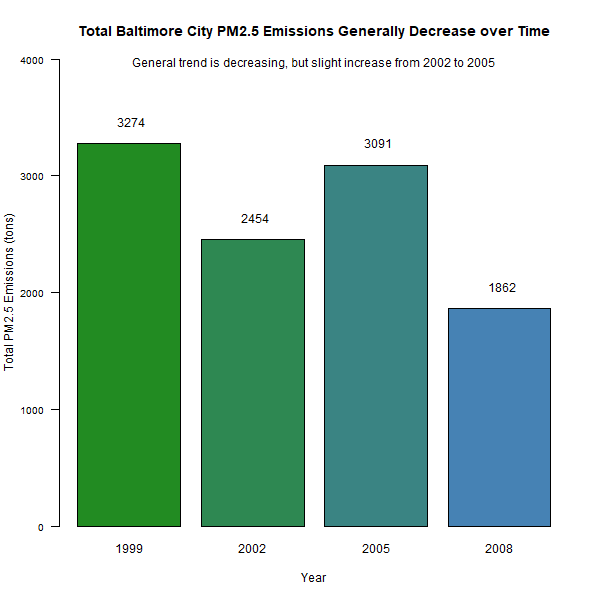 Total Baltimore City PM2.5 Emissions Generally Decrease over Time
General trend is decreasing, but slight increase from 2002 to 2005
Total PM2.5 Emissions (tons)
4000
3000
2000
1000
0
3274
2454
3091
1862
1999 2002 2005 2008
Year